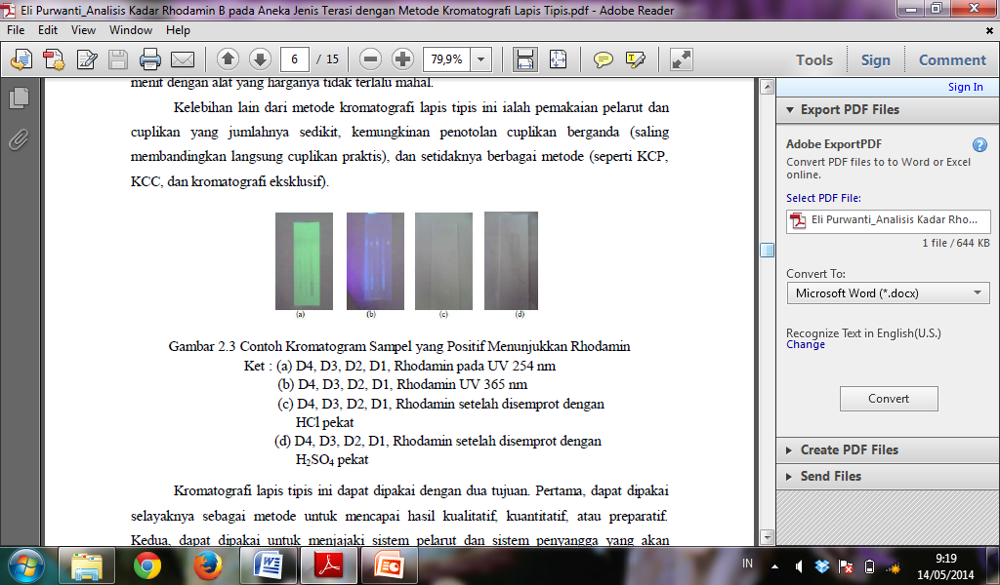 Eli Purwanti_Analisis Kadar Rhodamin B pada Aneka Jenis Terasi dengan Metode Kromatografi Lapis Tipis.pdf - Adobe Reader
File Edit View Window Help
6 / 15 79,9% Tools Sign Comment
menit dengan alat yang harganya tidak terlalu mahal.
Kelebihan lain dari metode kromatografi lapis tipis ini ialah pemakaian pelarut dan
cuplikan yang jumlahnya sedikit, kemungkinan penotolan cuplikan berganda (saling
membandingkan langsung cuplikan praktis), dan setidaknya berbagai metode (seperti KCP,
KCC, dan kromatografi eksklusif).
(a) (b) (c) (d)
Gambar 2.3 Contoh Kromatogram Sampel yang Positif Menunjukkan Rhodamin
Ket : (a) D4, D3, D2, D1, Rhodamin pada UV 254 nm
(b) D4, D3, D2, D1, Rhodamin UV 365 nm
(c) D4, D3, D2, D1, Rhodamin setelah disemprot dengan
HCl pekat
(d) D4, D3, D2, D1, Rhodamin setelah disemprot dengan
H₂SO₄ pekat
Kromatografi lapis tipis ini dapat dipakai dengan dua tujuan. Pertama, dapat dipakai
selayaknya sebagai metode untuk mencapai hasil kualitatif, kuantitatif, atau preparatif.
Kedua, dapat dipakai untuk menjajaki sistem pelarut dan sistem penyangga yang akan
Sign In
Export PDF Files
Adobe ExportPDF
Convert PDF files to to Word or Excel
online.
Select PDF File:
Eli Purwanti_Analisis Kadar Rho...
1 file / 644 KB
Convert To:
Microsoft Word (*.docx)
Recognize Text in English(U.S.)
Change
Convert
Create PDF Files
Send Files
IN
9:19
14/05/2014